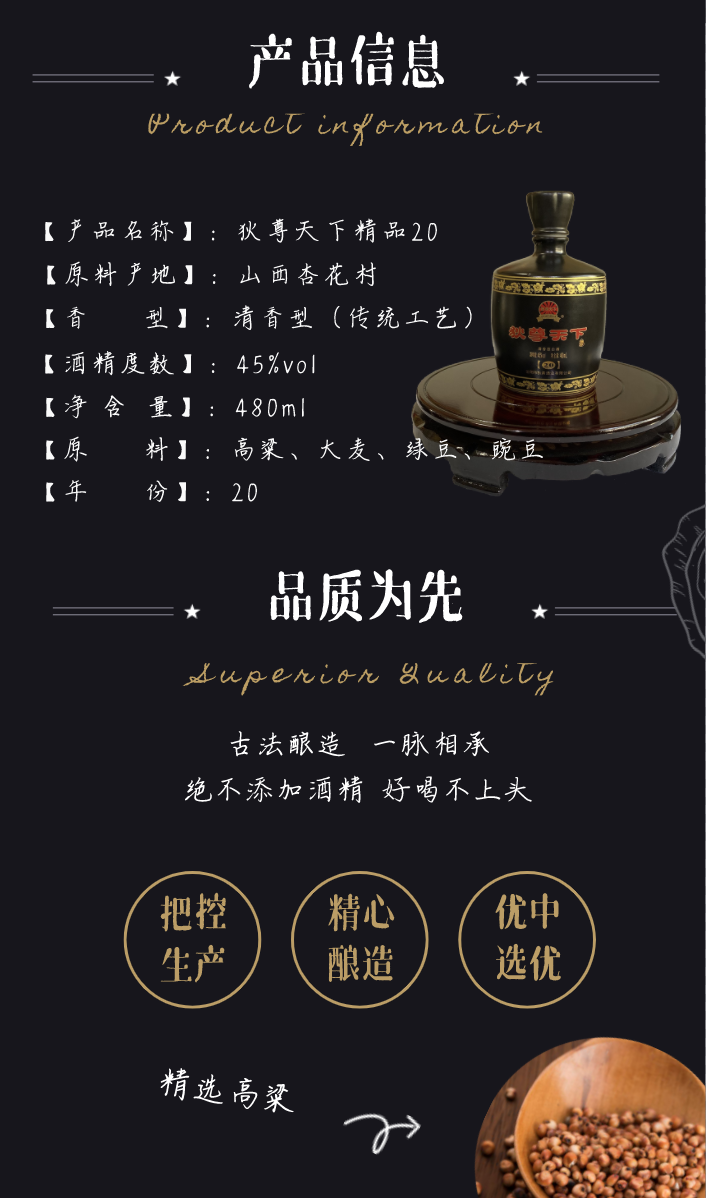 产品信息
Product information
【产品名称】：狄尊天下精品20
【原料产地】：山西杏花村
【香 型】：清香型（传统工艺）
【酒精度数】：45%vol
【净含量】：480ml
【原 料】：高粱、大麦、绿豆、豌豆
【年 份】：20
狄尊天下
品质为先
Superior Quality
古法酿造 一脉相承
绝不添加酒精 好喝不上头
把控
生产
精心
酿造
优中
选优
精选高粱